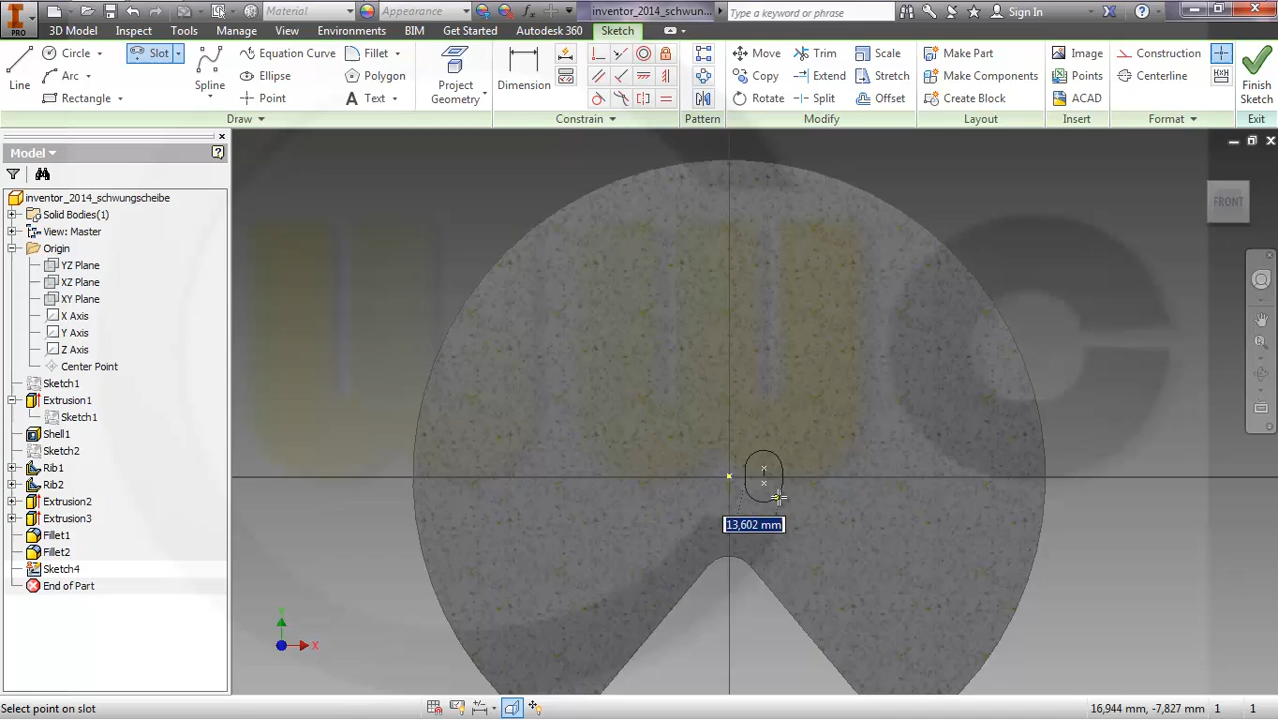 PRO
Material
Appearance
inventor_2014_schwun...
Type a keyword or phrase
Sign In
3D Model
Inspect
Tools
Manage
View
Environments
BIM
Get Started
Autodesk 360
Sketch
Line
Circle
Arc
Rectangle
Slot
Spline
Equation Curve
Ellipse
Point
Fillet
Polygon
Text
Project
Geometry
Dimension
Move
Copy
Rotate
Trim
Extend
Split
Scale
Stretch
Offset
Make Part
Make Components
Create Block
Image
Points
ACAD
Construction
Centerline
Finish
Sketch
Draw
Constrain
Pattern
Modify
Layout
Insert
Format
Exit
Model
inventor_2014_schwungscheibe
Solid Bodies(1)
View: Master
Origin
YZ Plane
XZ Plane
XY Plane
X Axis
Y Axis
Z Axis
Center Point
Sketch1
Extrusion1
Sketch1
Shell1
Sketch2
Rib1
Rib2
Extrusion2
Extrusion3
Fillet1
Fillet2
Sketch4
End of Part
FRONT
13,602 mm
Y
X
Select point on slot
16,944 mm, -7,827 mm
1
1